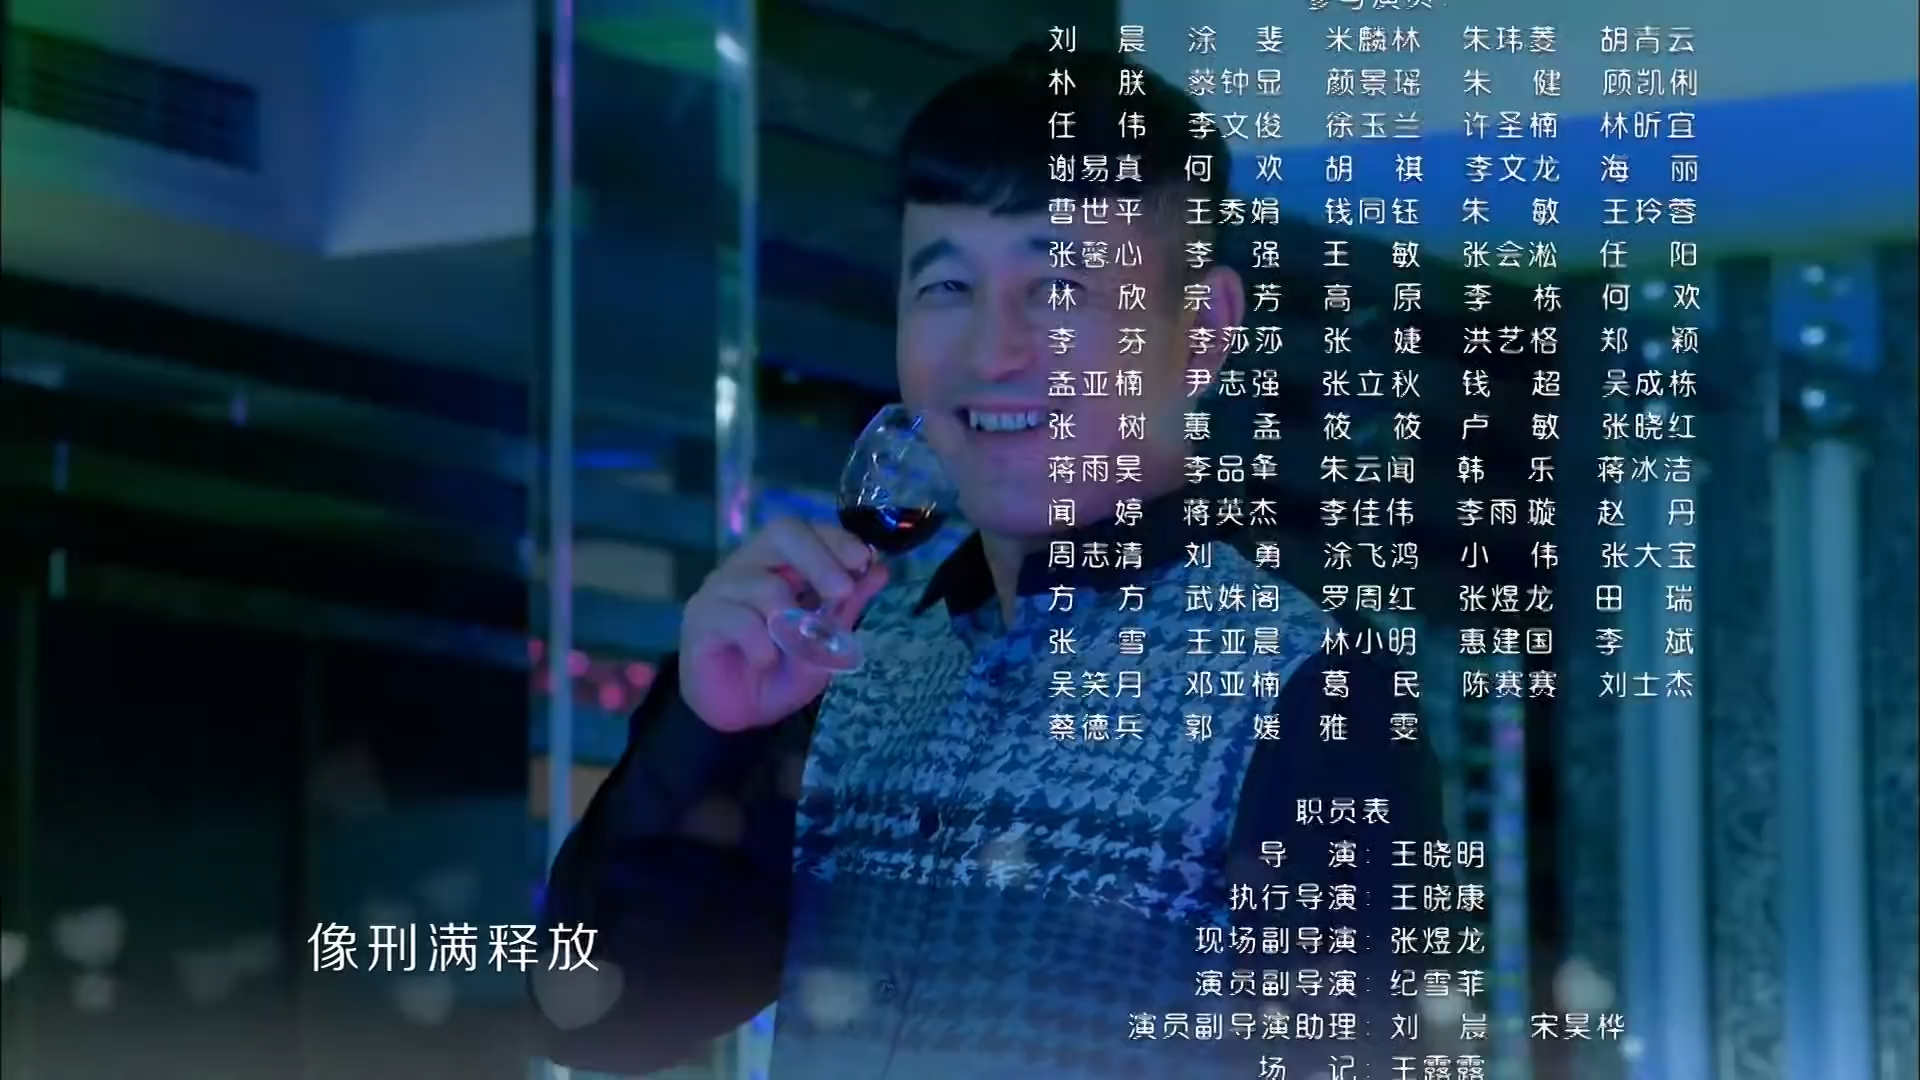 参与演员:
刘 晨 涂 斐 米麟林 朱玮菱 胡青云
朴 朕 蔡钟显 颜景瑶 朱 健 顾凯俐
任 伟 李文俊 徐玉兰 许圣楠 林昕宜
谢易真 何 欢 胡 祺 李文龙 海 丽
曹世平 王秀娟 钱同钰 朱 敏 王玲蓉
张馨心 李 强 王 敏 张会淞 任 阳
林 欣 宗 芳 高 原 李 栋 何 欢
李 芬 李莎莎 张 婕 洪艺格 郑 颖
孟亚楠 尹志强 张立秋 钱 超 吴成栋
张 树 蕙 孟 筱 筱 卢 敏 张晓红
蒋雨昊 李品夆 朱云闻 韩 乐 蒋冰洁
闻 婷 蒋英杰 李佳伟 李雨璇 赵 丹
周志清 刘 勇 涂飞鸿 小 伟 张大宝
方 方 武姝阁 罗周红 张煜龙 田 瑞
张 雪 王亚晨 林小明 惠建国 李 斌
吴笑月 邓亚楠 葛 民 陈赛赛 刘士杰
蔡德兵 郭 媛 雅 雯
职员表
导 演: 王晓明
执行导演: 王晓康
现场副导演: 张煜龙
演员副导演: 纪雪菲
演员副导演助理: 刘 晨 宋昊桦
场 记: 王露露
像刑满释放